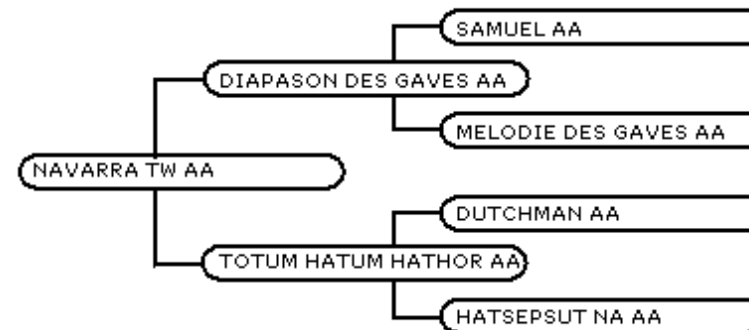 SAMUEL AA
DIAPASON DES GAVES AA
MELODIE DES GAVES AA
NAVARRA TW AA
DUTCHMAN AA
TOTUM HATUM HATHOR AA
HATSEPSUT NA AA